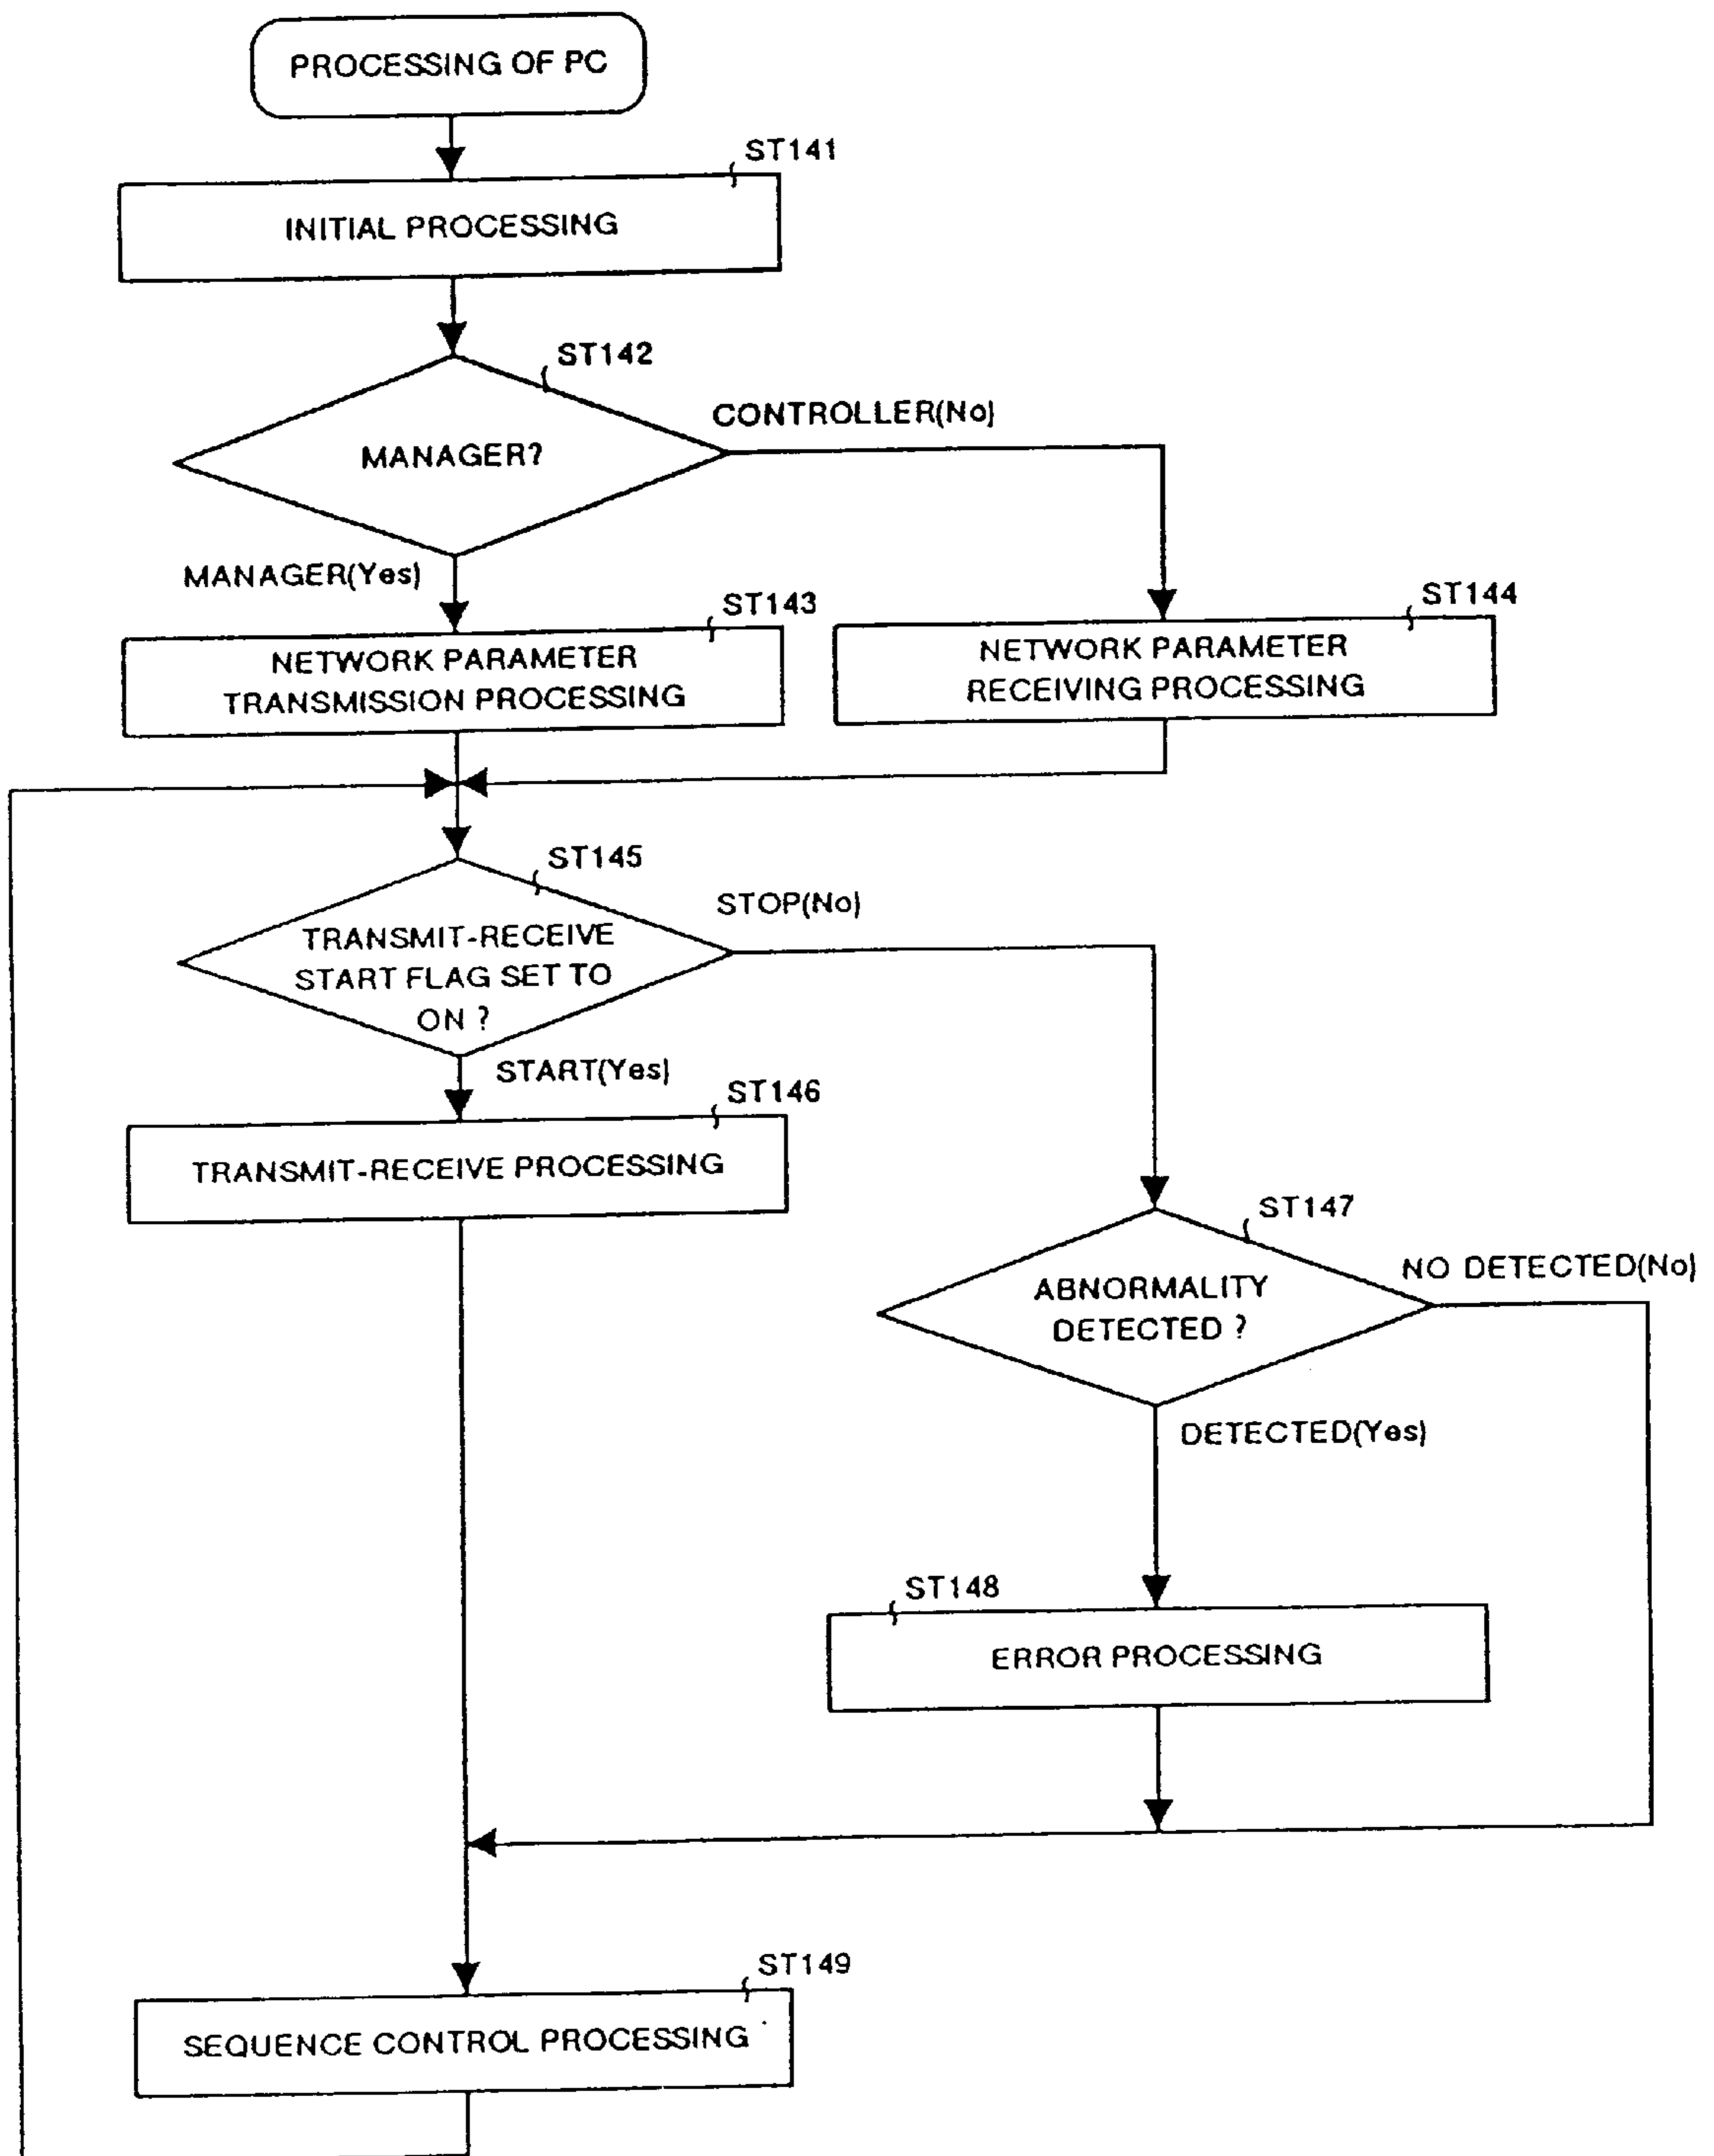 PROCESSING OF PC
ST141
INITIAL PROCESSING
ST142
CONTROLLER(No)
MANAGER?
MANAGER(Yes)
ST143
NETWORK PARAMETER
TRANSMISSION PROCESSING
ST144
NETWORK PARAMETER
RECEIVING PROCESSING
ST145
STOP(No)
TRANSMIT-RECEIVE
START FLAG SET TO
ON ?
START(Yes)
ST146
TRANSMIT-RECEIVE PROCESSING
ST147
NO DETECTED(No)
ABNORMALITY
DETECTED ?
DETECTED(Yes)
ST148
ERROR PROCESSING
ST149
SEQUENCE CONTROL PROCESSING